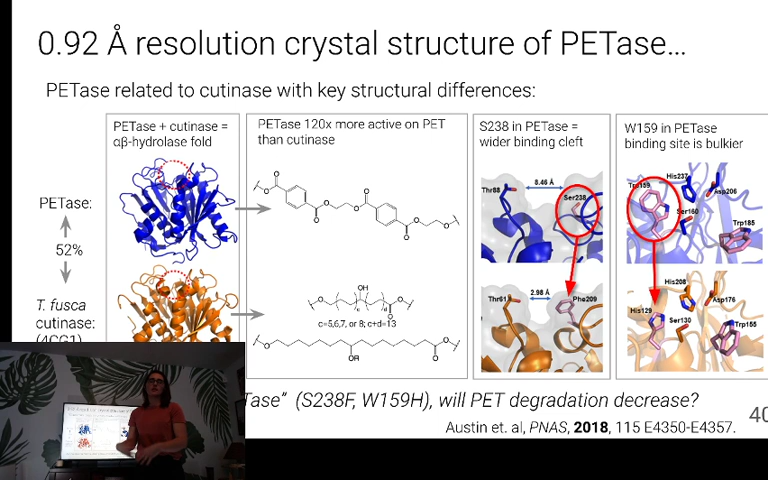 0.92 Å resolution crystal structure of PETase...
PETase related to cutinase with key structural differences:
PETase + cutinase =
αβ-hydrolase fold
PETase 120x more active on PET
than cutinase
S238 in PETase =
wider binding cleft
W159 in PETase
binding site is bulkier
PETase:
52%
T. fusca
cutinase:
(4CG1)
O
O
O
O
O
O
O
O
Thr88
8.46 Å
Ser238
Trp159
His237
Asp206
Ser160
Trp185
OH
O
O
O
c=5,6,7, or 8; c+d=13
O
O
O
OR
Thr61
2.98 Å
Phe209
His208
Asp176
His129
Ser130
Trp155
Tase" (S238F, W159H), will PET degradation decrease?
Austin et. al, PNAS, 2018, 115 E4350-E4357.
40